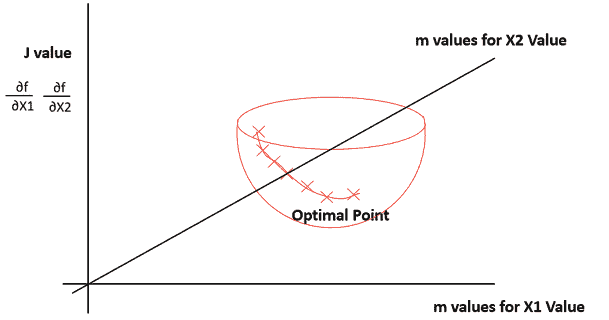 m values for X2 Value
J value
∂f ∂f
∂X1 ∂X2
Optimal Point
m values for X1 Value